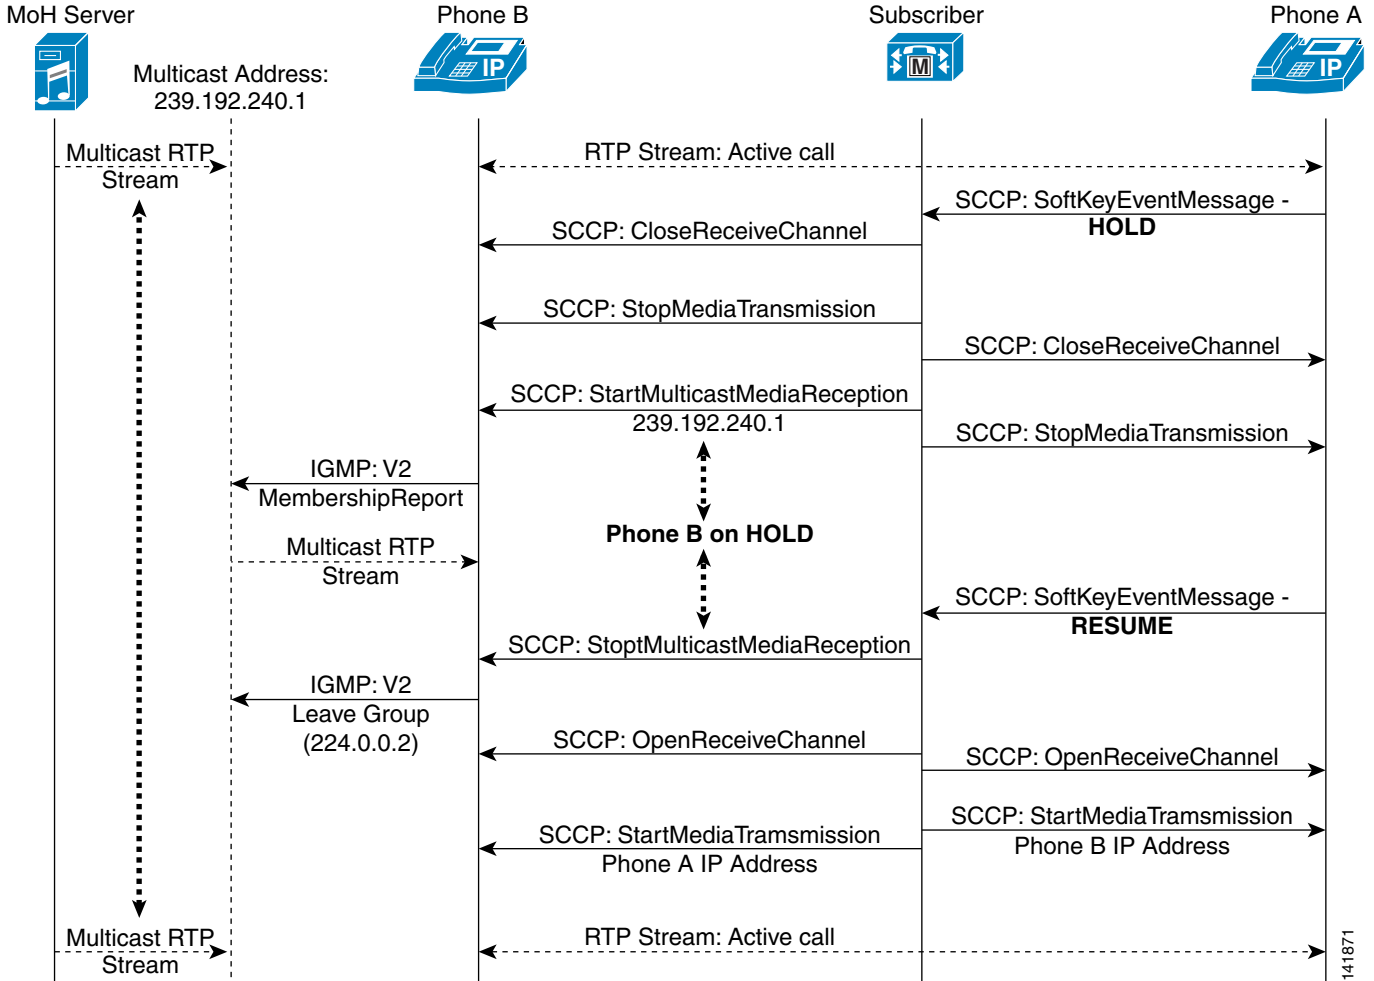 MoH Server
Phone B
Subscriber
Phone A
IP
M
IP
Multicast Address:
239.192.240.1
Multicast RTP
Stream
RTP Stream: Active call
SCCP: SoftKeyEventMessage -
HOLD
SCCP: CloseReceiveChannel
SCCP: StopMediaTransmission
SCCP: CloseReceiveChannel
SCCP: StartMulticastMediaReception
239.192.240.1
SCCP: StopMediaTransmission
IGMP: V2
MembershipReport
Phone B on HOLD
Multicast RTP
Stream
SCCP: SoftKeyEventMessage -
RESUME
SCCP: StoptMulticastMediaReception
IGMP: V2
Leave Group
(224.0.0.2)
SCCP: OpenReceiveChannel
SCCP: OpenReceiveChannel
SCCP: StartMediaTramsmission
Phone B IP Address
SCCP: StartMediaTramsmission
Phone A IP Address
Multicast RTP
Stream
RTP Stream: Active call
141871